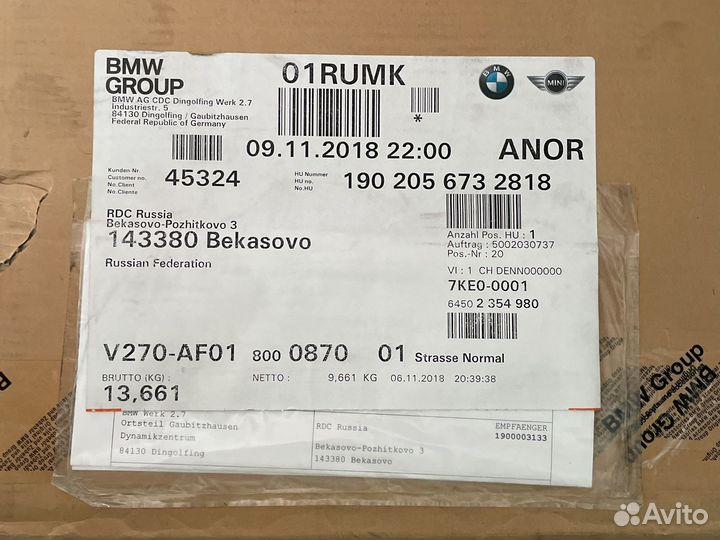 BMW
GROUP
01RUMK
MINI
BMW AG CDC Dingolfing Werk 2.7
Industriestr. 5
84130 Dingolfing / Gaubitzhausen
Federal Republic of Germany
*
09.11.2018 22:00
ANOR
Kunden Nr.
Customer no.
No.Client
No.Cliente
45324
HU Nummer
HU no.
No.HU
190 205 673 2818
RDC Russia
Bekasovo-Pozhitkovo 3
143380 Bekasovo
Russian Federation
Anzahl Pos. HU : 1
Auftrag : 5002030737
Pos.-Nr : 20
VI : 1 CH DENN000000
7KE0-0001
6450 2 354 980
V270-AF01 800 0870 01 Strasse Normal
BRUTTO (KG) :
13,661
NETTO : 9,661 KG 06.11.2018 20:39:38
BMW Werk 2.7
Ortsteil Gaubitzhausen
Dynamikzentrum
84130 Dingolfing
RDC Russia
Bekasovo-Pozhitkovo 3
143380 Bekasovo
EMPFAENGER
1900003133
BMW Group
BMW Group
Avito